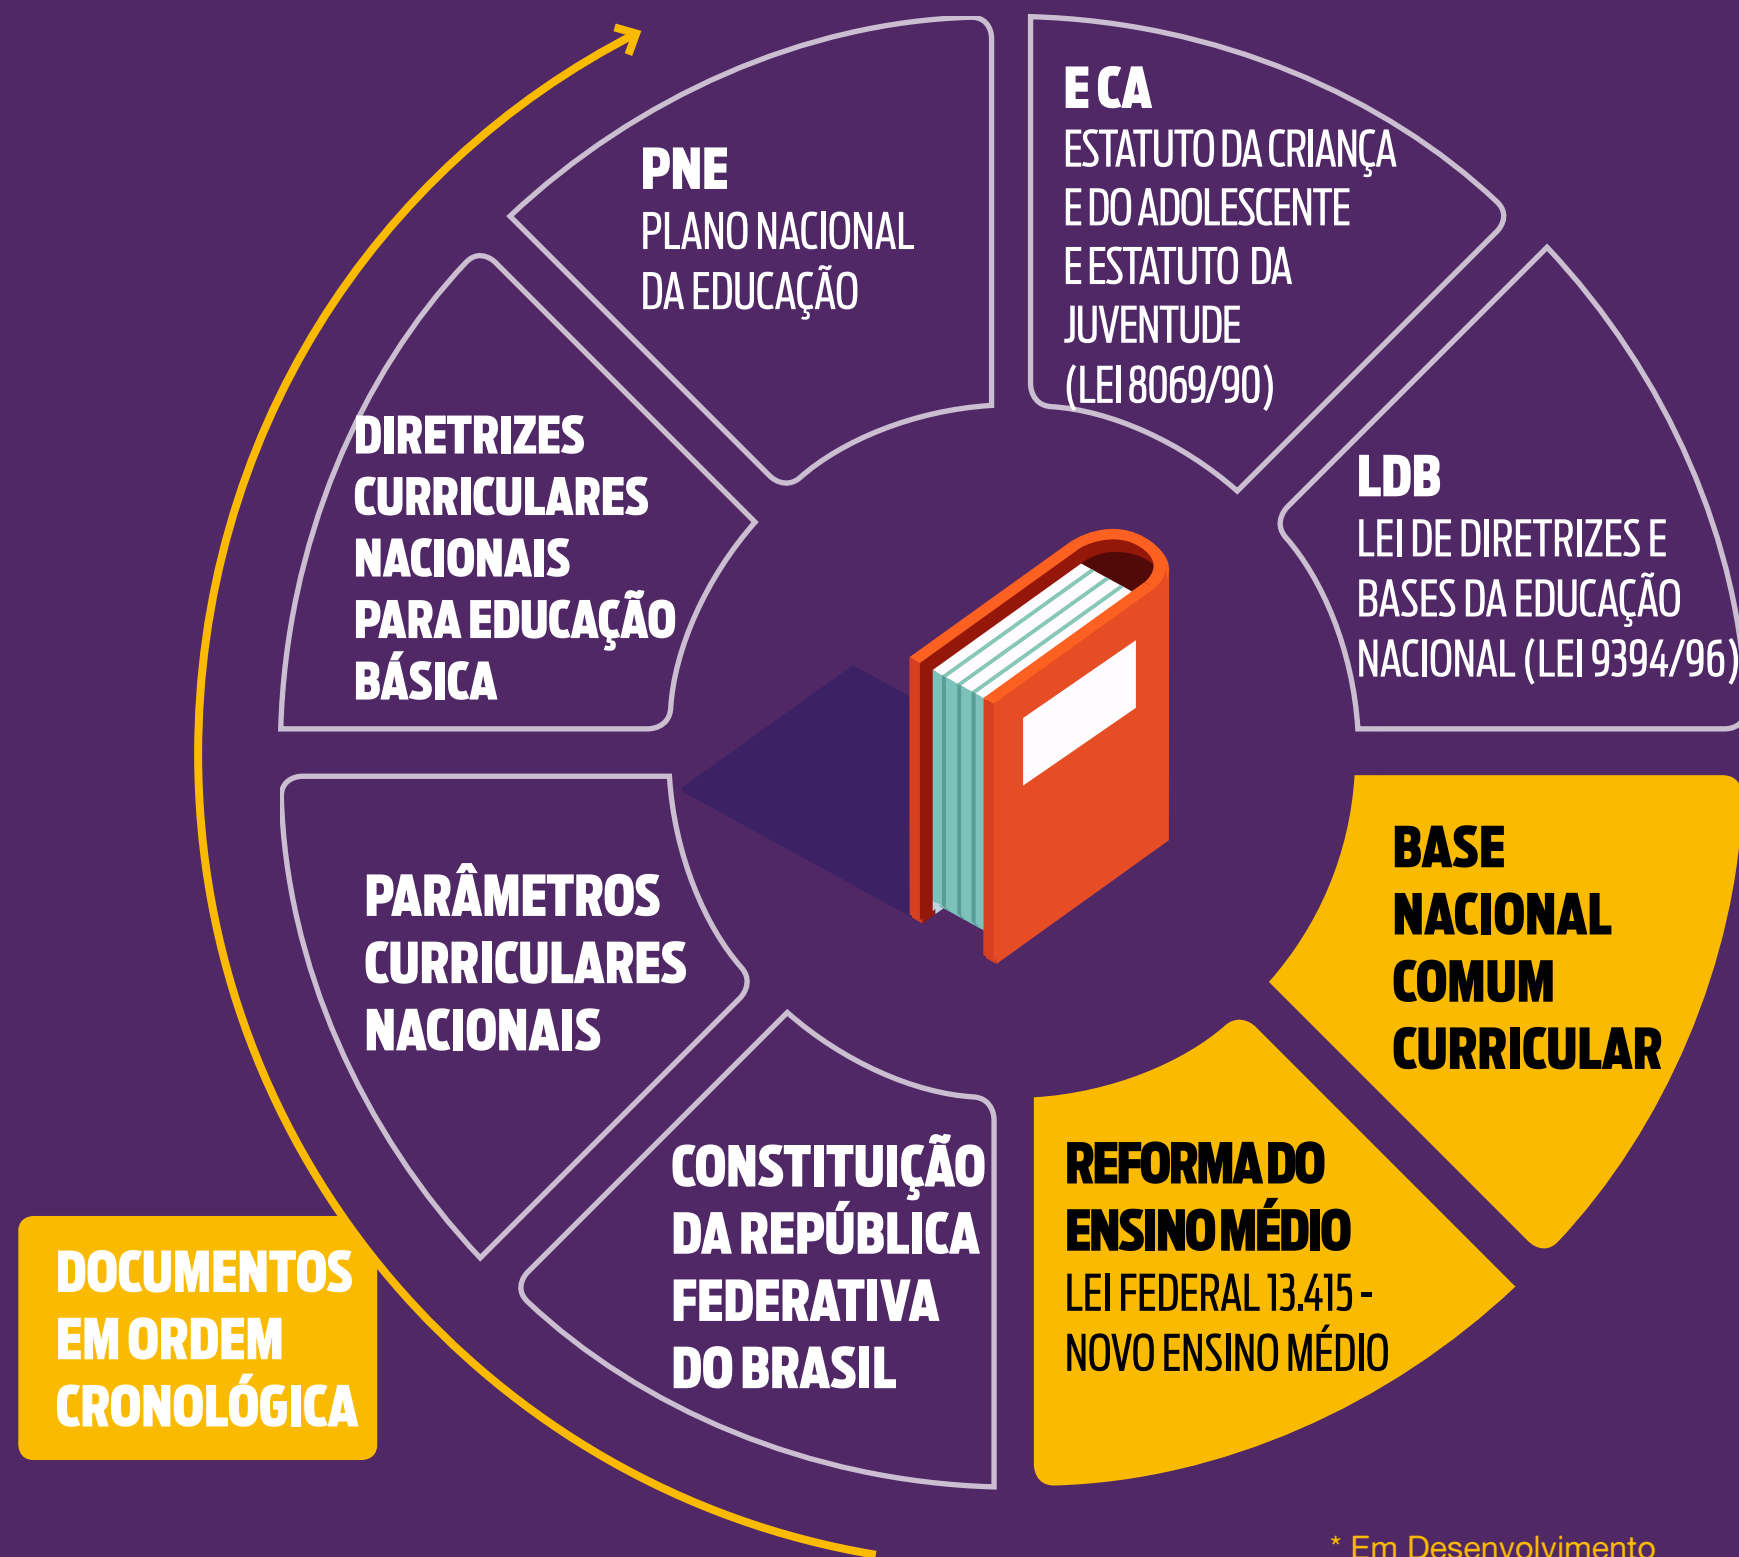 PNE
PLANO NACIONAL
DA EDUCAÇÃO
E CA
ESTATUTO DA CRIANÇA
E DO ADOLESCENTE
E ESTATUTO DA
JUVENTUDE
(LEI 8069/90)
LDB
LEI DE DIRETRIZES E
BASES DA EDUCAÇÃO
NACIONAL (LEI 9394/96)
BASE
NACIONAL
COMUM
CURRICULAR
REFORMA DO
ENSINO MÉDIO
LEI FEDERAL 13.415 -
NOVO ENSINO MÉDIO
CONSTITUIÇÃO
DA REPÚBLICA
FEDERATIVA
DO BRASIL
PARÂMETROS
CURRICULARES
NACIONAIS
DIRETRIZES
CURRICULARES
NACIONAIS
PARA EDUCAÇÃO
BÁSICA
DOCUMENTOS
EM ORDEM
CRONOLÓGICA
* Em Desenvolvimento